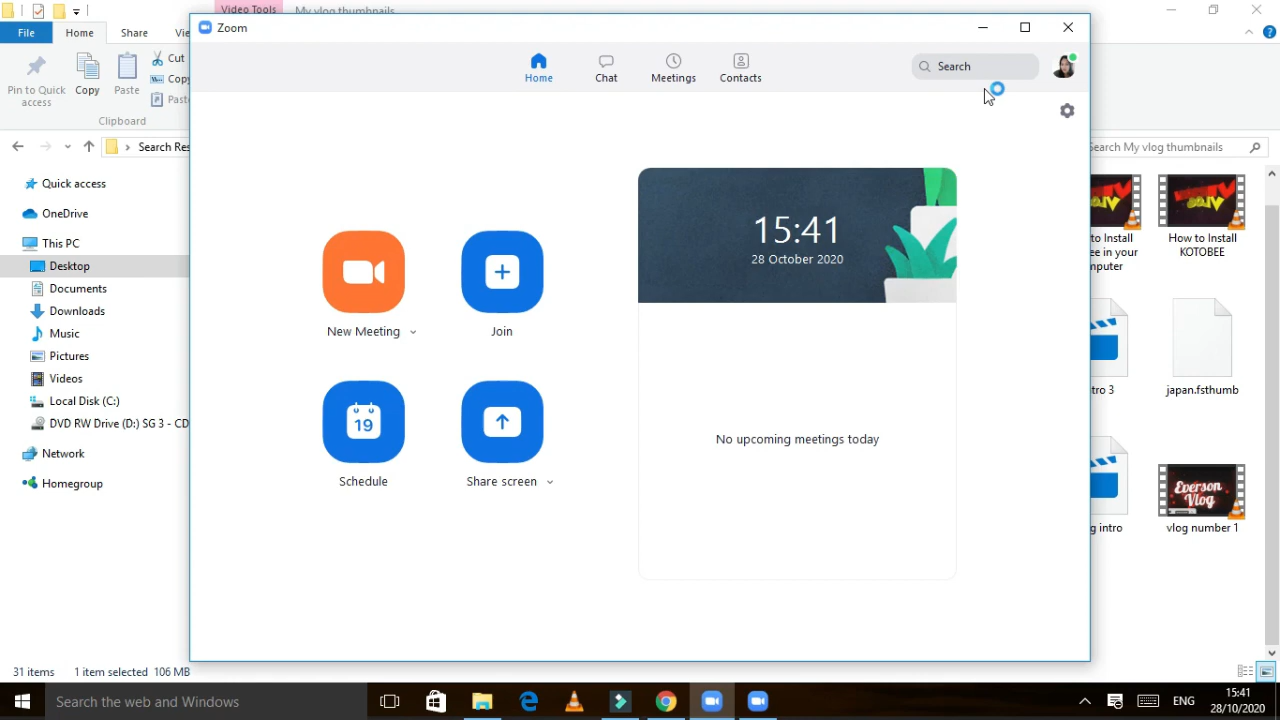 Video Tools
My vlog thumbnails
Zoom
File
Home
Share
Home
Chat
Meetings
Contacts
Search
Pin to Quick
access
Copy
Paste
Cut
Clipboard
Search My vlog thumbnails
Quick access
OneDrive
This PC
Desktop
Documents
Downloads
Music
Pictures
Videos
Local Disk (C:)
DVD RW Drive (D:) SG 3 - CD
Network
Homegroup
15:41
28 October 2020
New Meeting
Join
19
Schedule
Share screen
No upcoming meetings today
to Install
in your
How to Install
KOTOBEE
3
japan.fsthumb
Everson
Vlog
intro
vlog number 1
31 items
1 item selected 106 MB
Search the web and Windows
ENG
15:41
28/10/2020